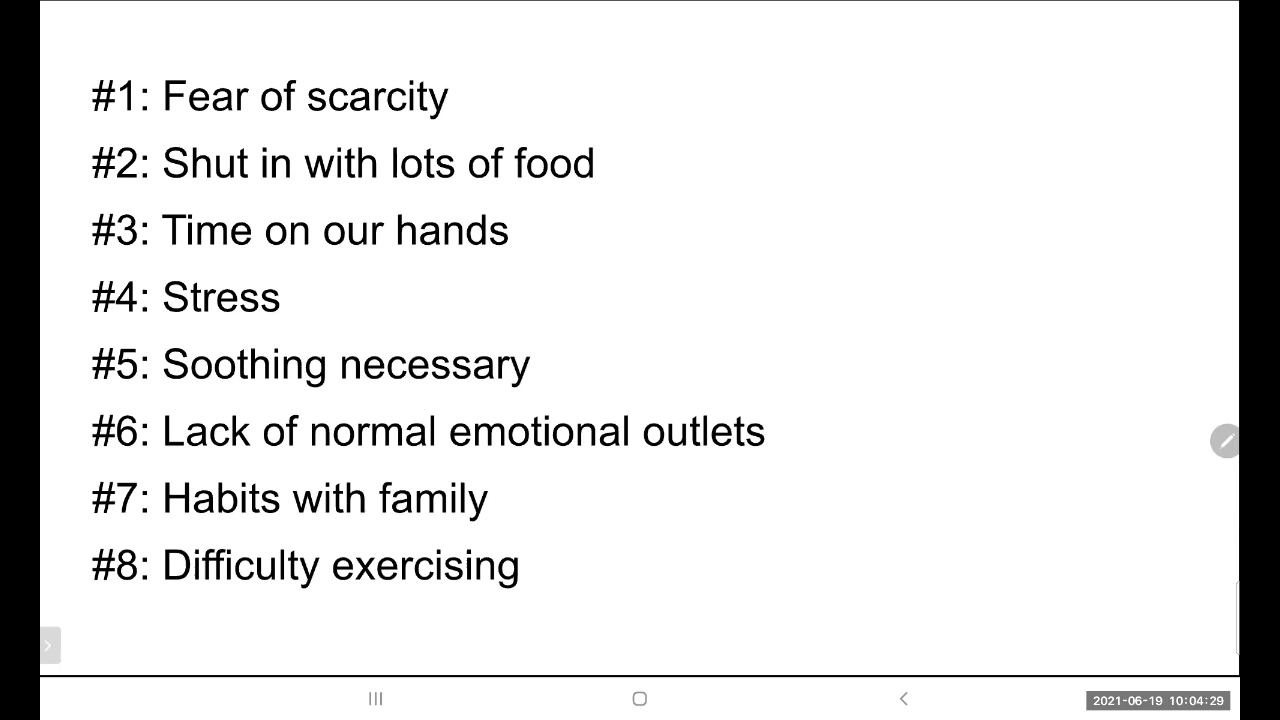 #1: Fear of scarcity
#2: Shut in with lots of food
#3: Time on our hands
#4: Stress
#5: Soothing necessary
#6: Lack of normal emotional outlets
#7: Habits with family
#8: Difficulty exercising
2021-06-19 10:04:29